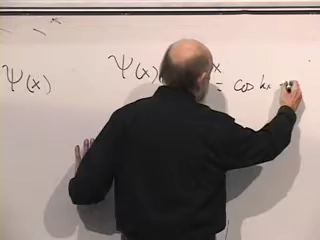 Ψ(x) Ψ(x) x = cos kx